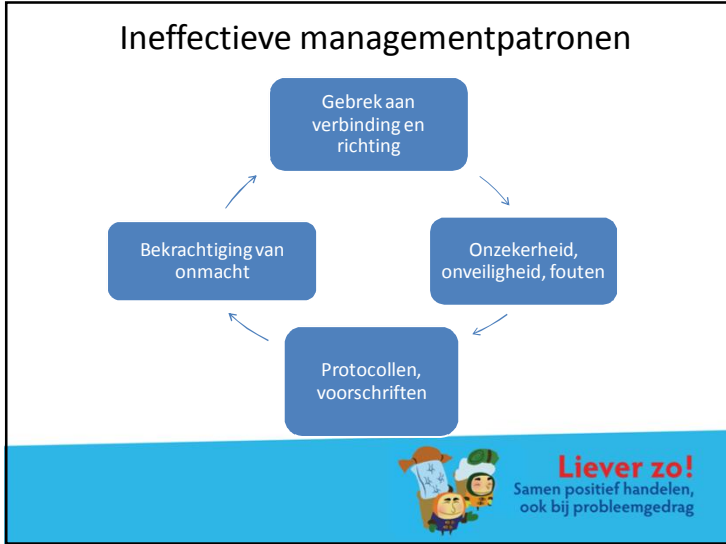 Ineffectieve managementpatronen
Gebrek aan
verbinding en
richting
Onzekerheid,
onveiligheid, fouten
Protocollen,
voorschriften
Bekrachtiging van
onmacht
Liever zo!
Samen positief handelen,
ook bij probleemgedrag